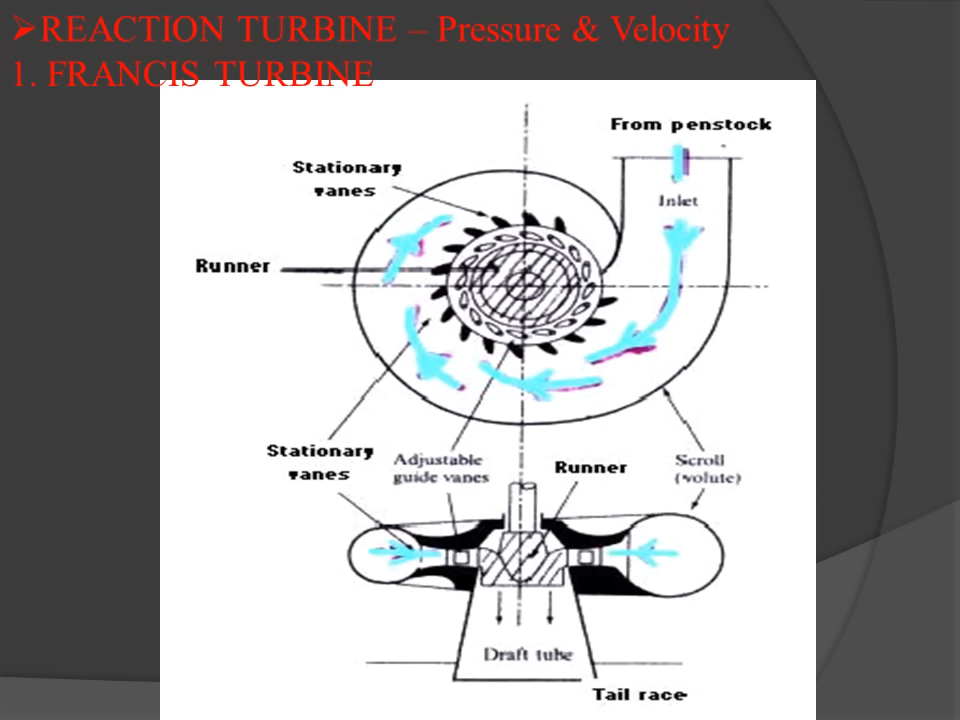 ➢REACTION TURBINE – Pressure & Velocity
1. FRANCIS TURBINE
From penstock
Stationary
vanes
Inlet
Runner
Stationary
vanes
Adjustable
guide vanes
Runner
Scroll
(volute)
Draft tube
Tail race